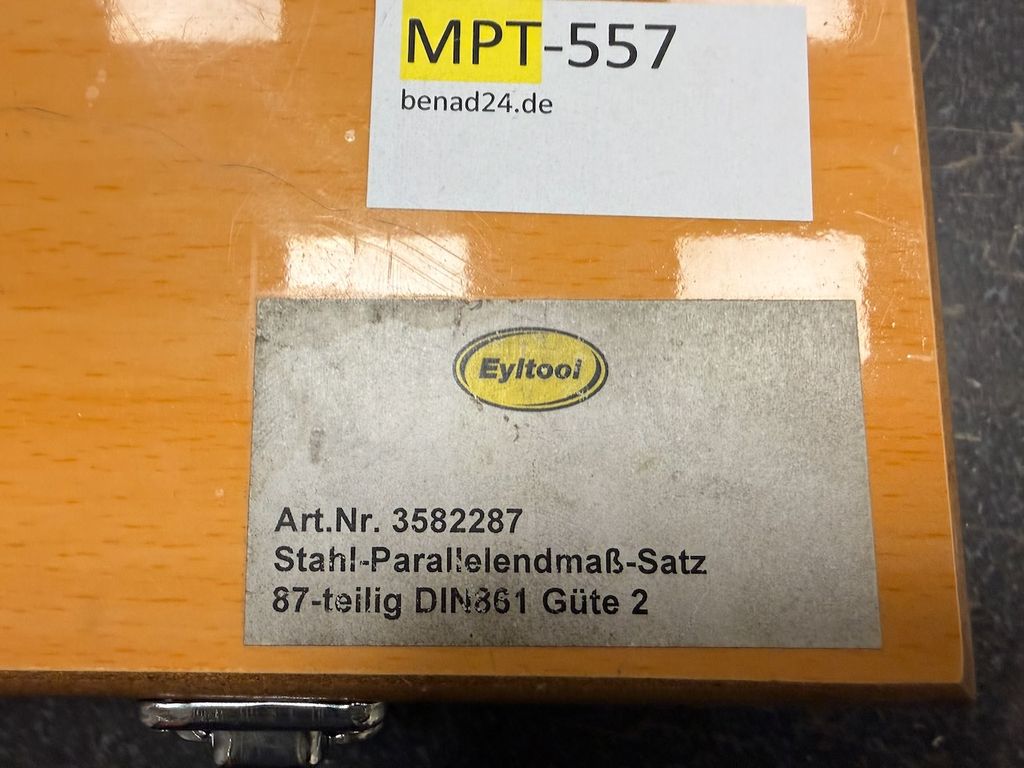 MPT-557
benad24.de
Eyltool
Art.Nr. 3582287
Stahl-Parallelendmaß-Satz
87-teilig DIN861 Güte 2